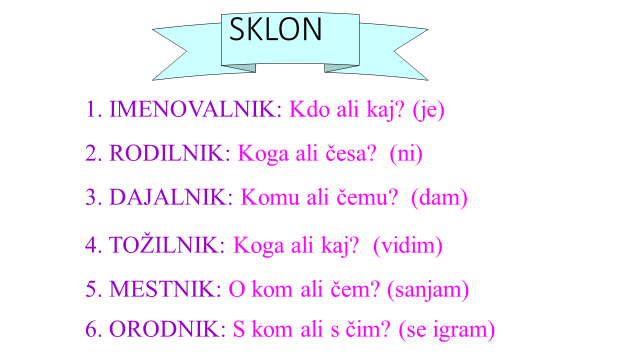 SKLON
1. IMENOVALNIK: Kdo ali kaj? (je)
2. RODILNIK: Koga ali česa? (ni)
3. DAJALNIK: Komu ali čemu? (dam)
4. TOŽILNIK: Koga ali kaj? (vidim)
5. MESTNIK: O kom ali čem? (sanjam)
6. ORODNIK: S kom ali s čim? (se igram)